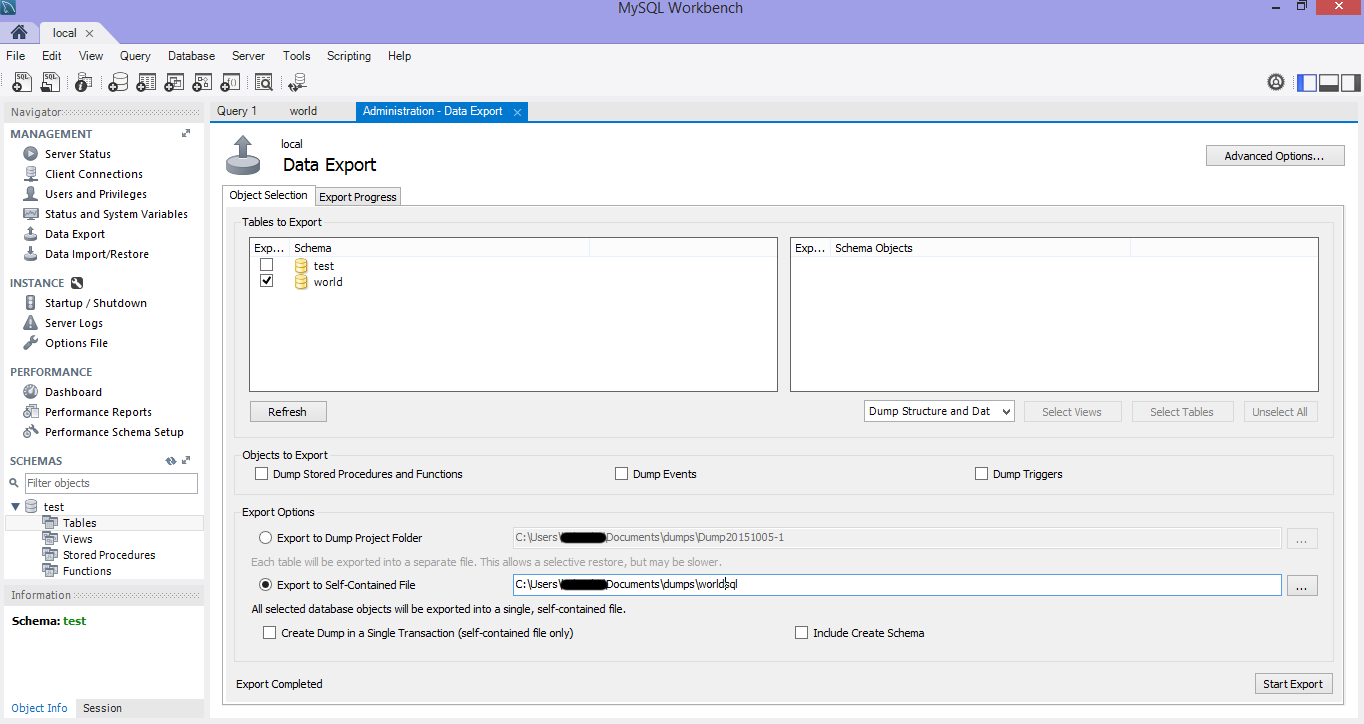 MySQL Workbench
local
File Edit View Query Database Server Tools Scripting Help
Navigator
MANAGEMENT
Server Status
Client Connections
Users and Privileges
Status and System Variables
Data Export
Data Import/Restore
INSTANCE
Startup / Shutdown
Server Logs
Options File
PERFORMANCE
Dashboard
Performance Reports
Performance Schema Setup
SCHEMAS
Filter objects
test
Tables
Views
Stored Procedures
Functions
Information
Schema: test
Object Info Session
Query 1 world Administration - Data Export
local
Data Export
Advanced Options...
Object Selection Export Progress
Tables to Export
Exp... Schema
test
world
Exp... Schema Objects
Refresh
Dump Structure and Dat Select Views Select Tables Unselect All
Objects to Export
Dump Stored Procedures and Functions Dump Events Dump Triggers
Export Options
Export to Dump Project Folder C:\Users\ Documents\dumps\Dump20151005-1 ...
Each table will be exported into a separate file. This allows a selective restore, but may be slower.
Export to Self-Contained File C:\Users\ Documents\dumps\world.sql ...
All selected database objects will be exported into a single, self-contained file.
Create Dump in a Single Transaction (self-contained file only) Include Create Schema
Export Completed Start Export